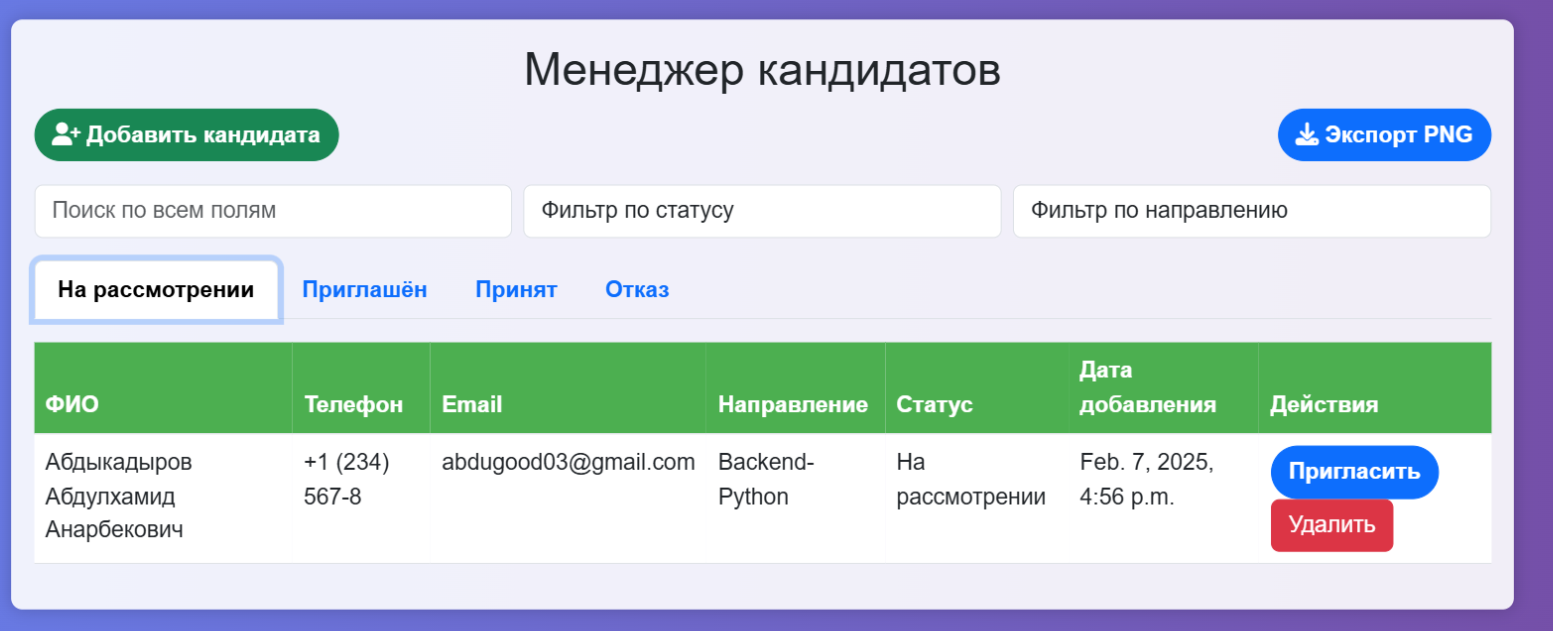 Менеджер кандидатов
Добавить кандидата
Экспорт PNG
Поиск по всем полям
Фильтр по статусу
Фильтр по направлению
На рассмотрении
Приглашён
Принят
Отказ
ФИО
Телефон
Email
Направление
Статус
Дата
добавления
Действия
Абдыкадыров
Абдулхамид
Анарбекович
+1 (234)
567-8
abdugood03@gmail.com
Backend-
Python
На
рассмотрении
Feb. 7, 2025,
4:56 p.m.
Пригласить
Удалить